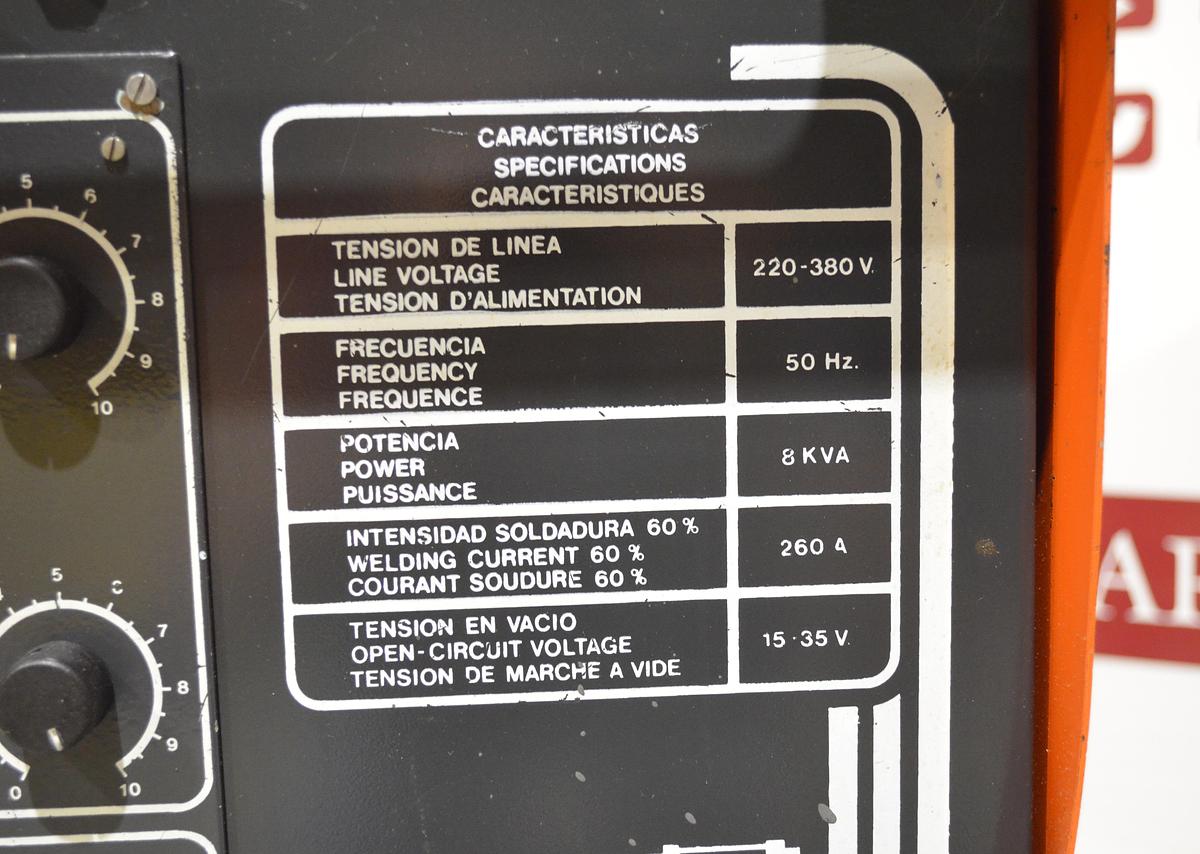 CARACTERISTICAS
SPECIFICATIONS
CARACTERISTIQUES
TENSION DE LINEA
LINE VOLTAGE
TENSION D'ALIMENTATION
220-380 V.
FRECUENCIA
FREQUENCY
FREQUENCE
50 Hz.
POTENCIA
POWER
PUISSANCE
8 KVA
INTENSIDAD SOLDADURA 60 %
WELDING CURRENT 60 %
COURANT SOUDURE 60 %
260 A
TENSION EN VACIO
OPEN-CIRCUIT VOLTAGE
TENSION DE MARCHE A VIDE
15-35 V.
5 6 7 8 9 10
5 6 7 8 9 10
0